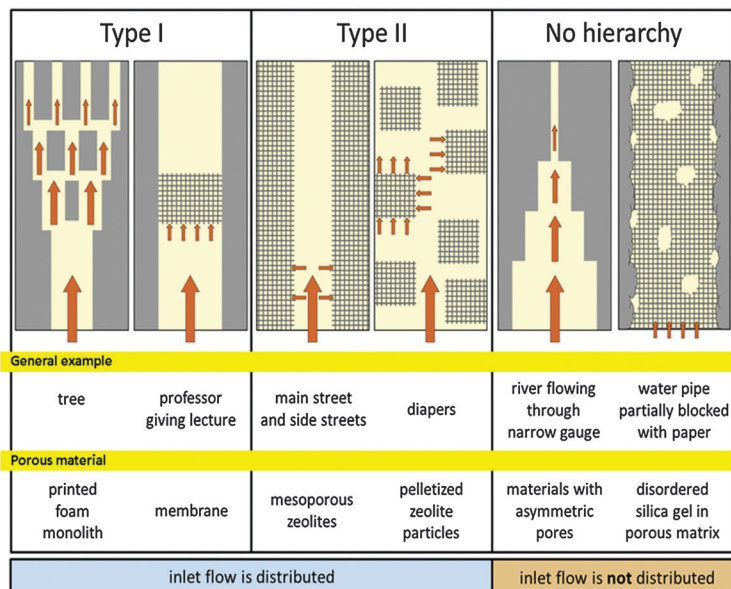 Type I
Type II
No hierarchy
General example
tree
professor
giving lecture
main street
and side streets
diapers
river flowing
through
narrow gauge
water pipe
partially blocked
with paper
Porous material
printed
foam
monolith
membrane
mesoporous
zeolites
pelletized
zeolite
particles
materials with
asymmetric
pores
disordered
silica gel in
porous matrix
inlet flow is distributed
inlet flow is not distributed